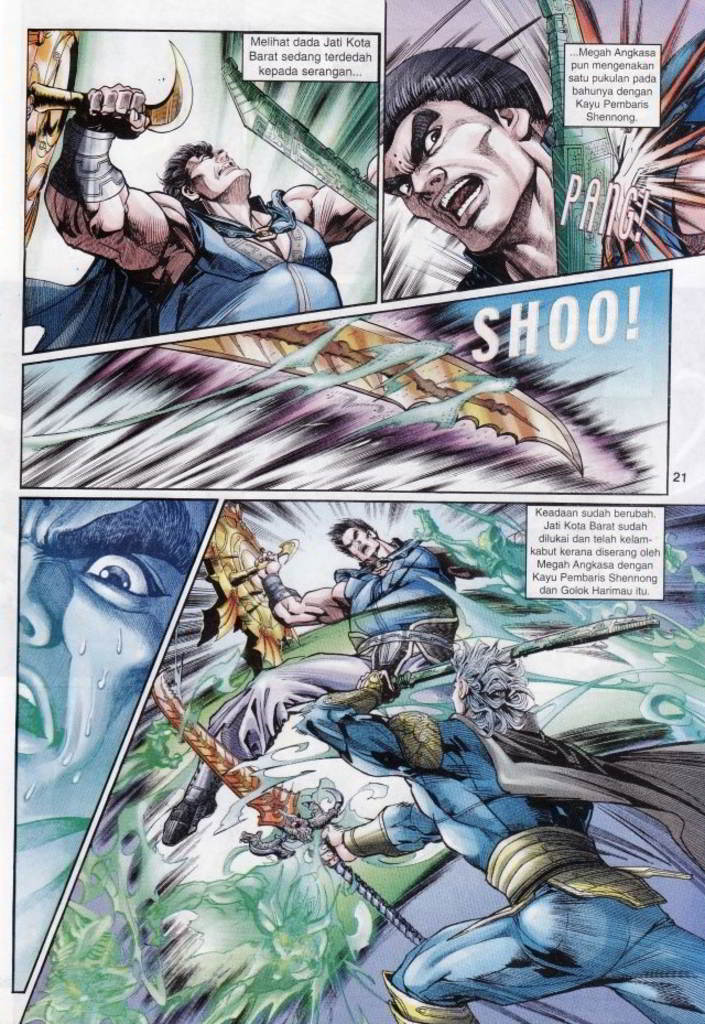 Melihat dada Jati Kota
Barat sedang terdedah
kepada serangan...
...Megah Angkasa
pun mengenakan
satu pukulan pada
bahunya dengan
Kayu Pembaris
Shennong.
PANG!
SHOO!
21
Keadaan sudah berubah.
Jati Kota Barat sudah
dilukai dan telah kelam-
kabut kerana diserang oleh
Megah Angkasa dengan
Kayu Pembaris Shennong
dan Golok Harimau itu.